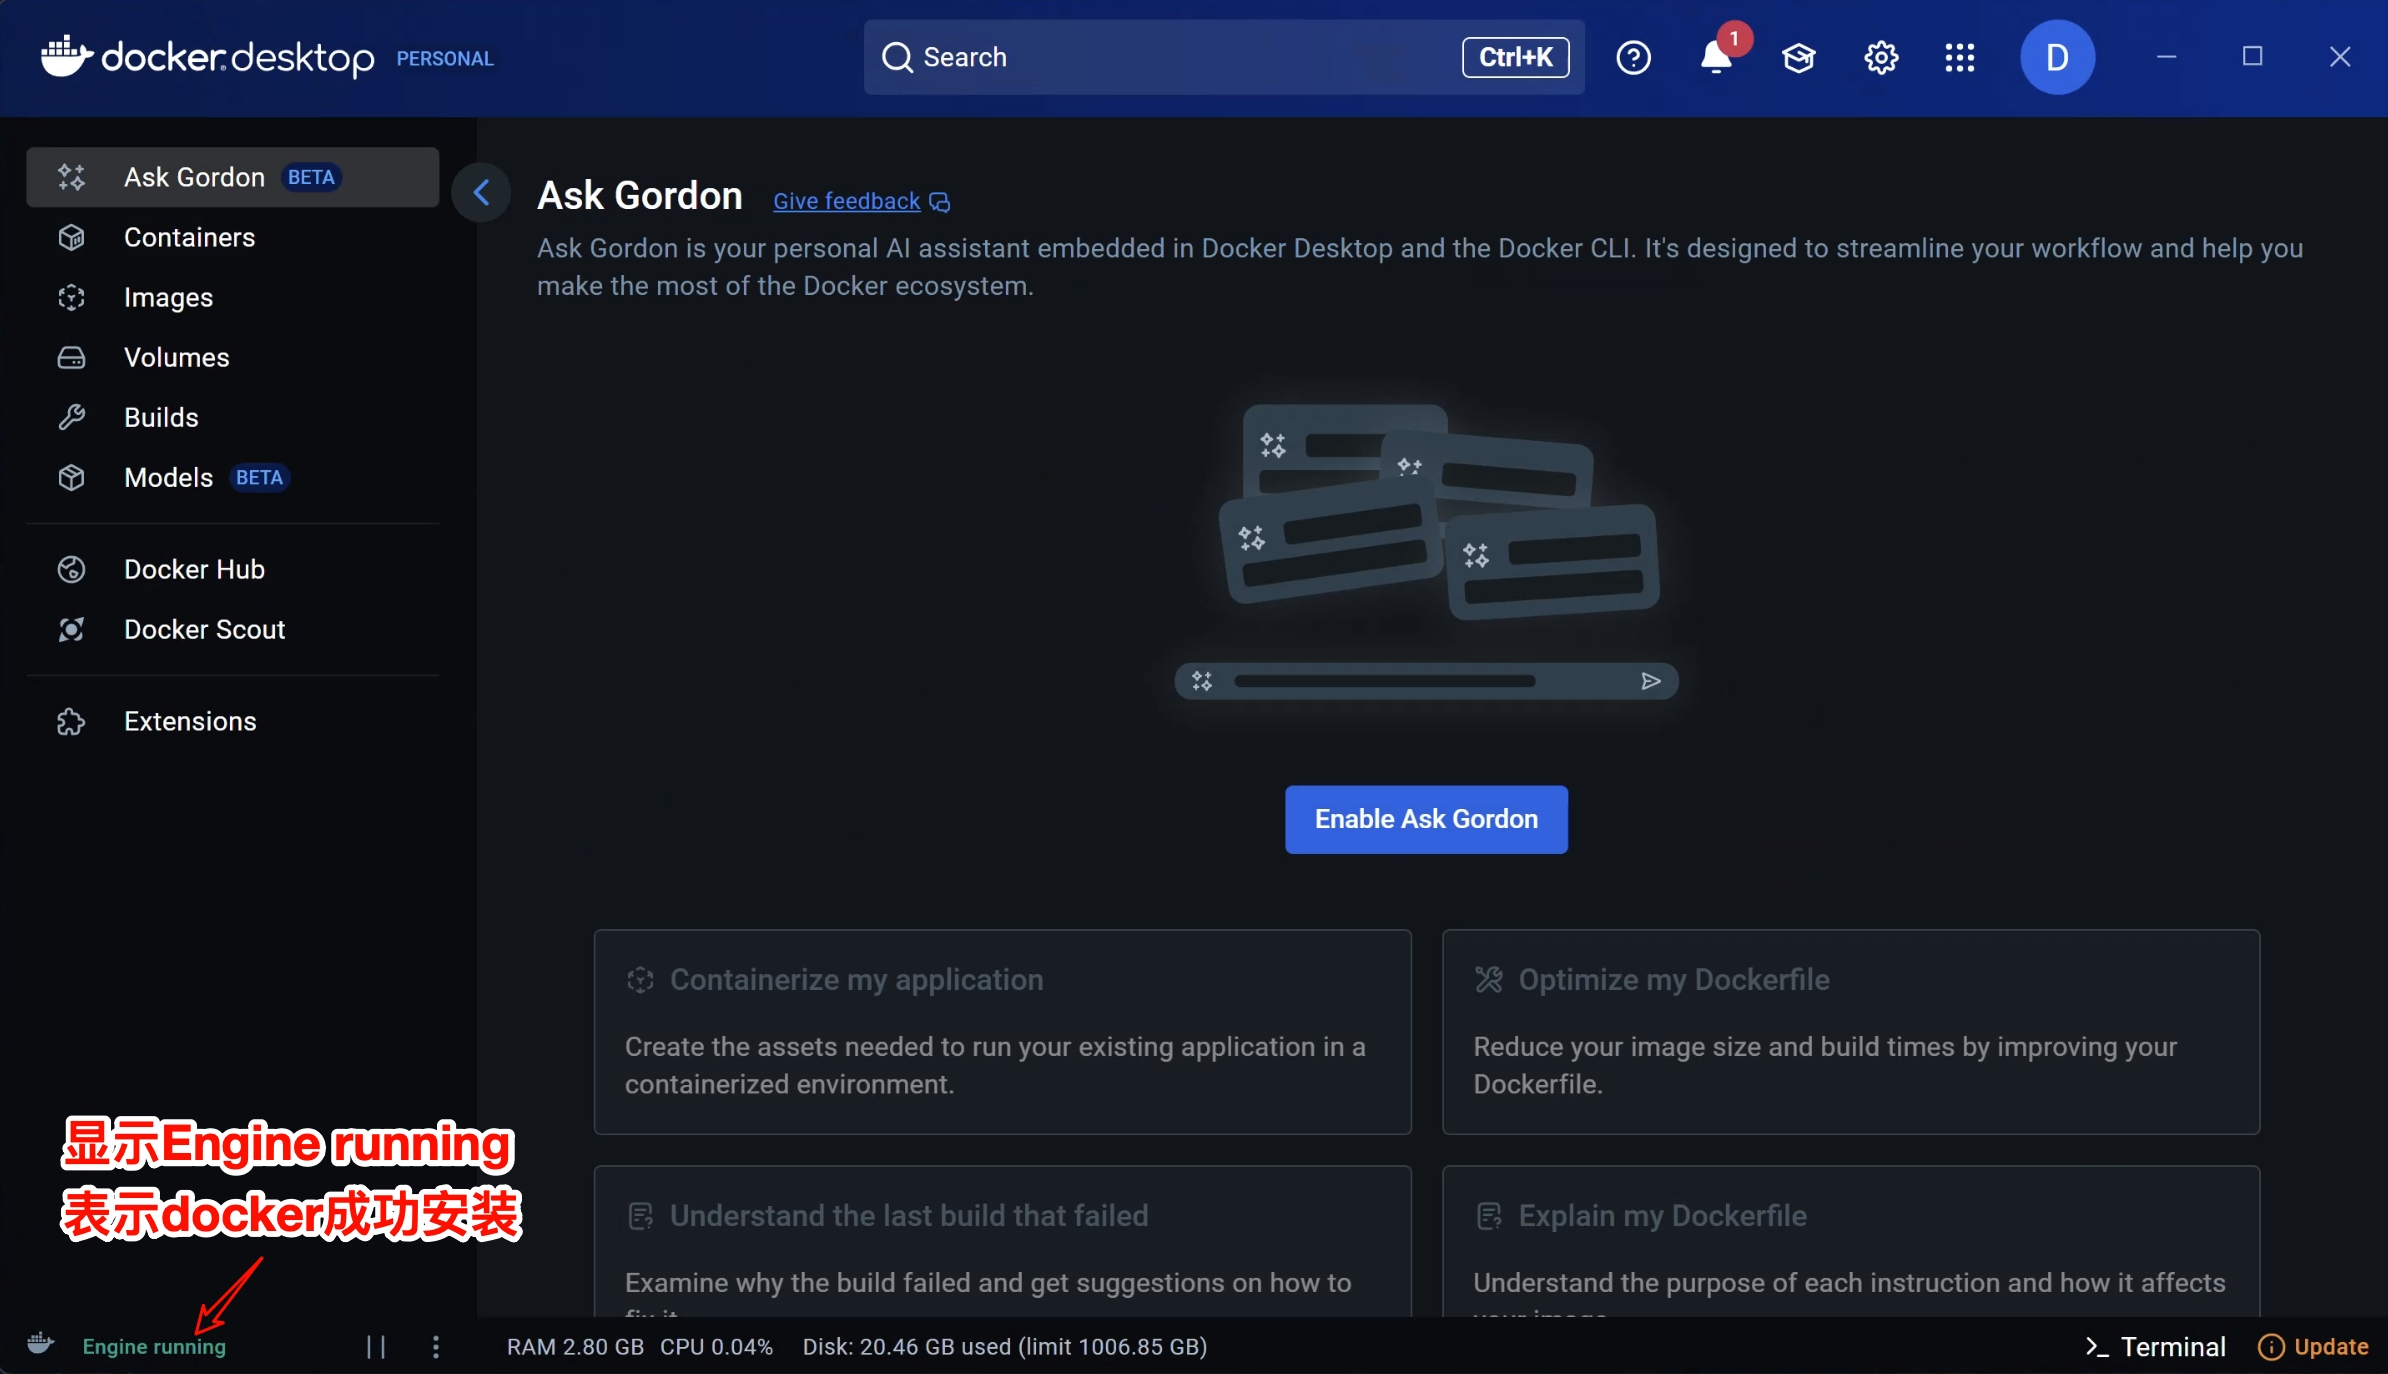 docker.desktop PERSONAL
Search
Ctrl+K
1
D
Ask Gordon BETA
Containers
Images
Volumes
Builds
Models BETA
Docker Hub
Docker Scout
Extensions
Ask Gordon Give feedback
Ask Gordon is your personal AI assistant embedded in Docker Desktop and the Docker CLI. It's designed to streamline your workflow and help you
make the most of the Docker ecosystem.
Enable Ask Gordon
Containerize my application
Create the assets needed to run your existing application in a
containerized environment.
Optimize my Dockerfile
Reduce your image size and build times by improving your
Dockerfile.
Understand the last build that failed
Examine why the build failed and get suggestions on how to
fix it.
Explain my Dockerfile
Understand the purpose of each instruction and how it affects
your image.
显示Engine running
表示docker成功安装
Engine running
RAM 2.80 GB CPU 0.04% Disk: 20.46 GB used (limit 1006.85 GB)
Terminal
Update